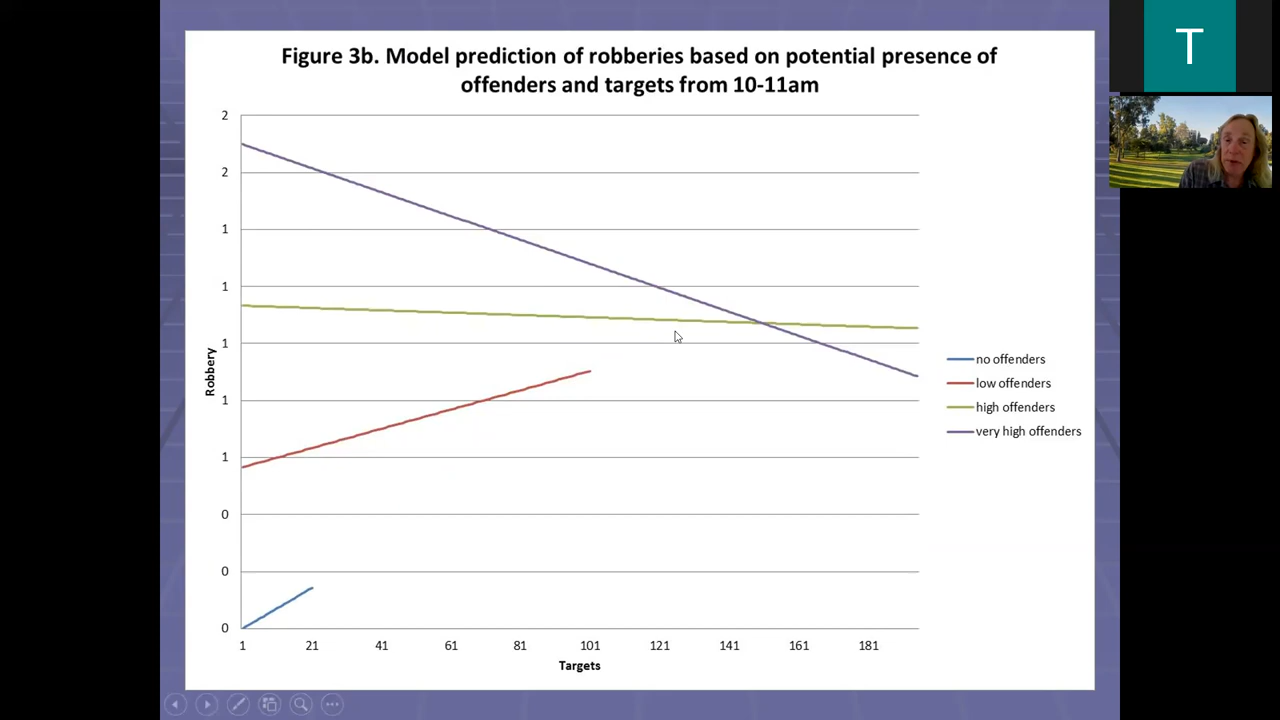 Figure 3b. Model prediction of robberies based on potential presence of
offenders and targets from 10-11am
T
2
2
1
1
1
1
1
0
0
0
Robbery
1 21 41 61 81 101 121 141 161 181
Targets
no offenders
low offenders
high offenders
very high offenders